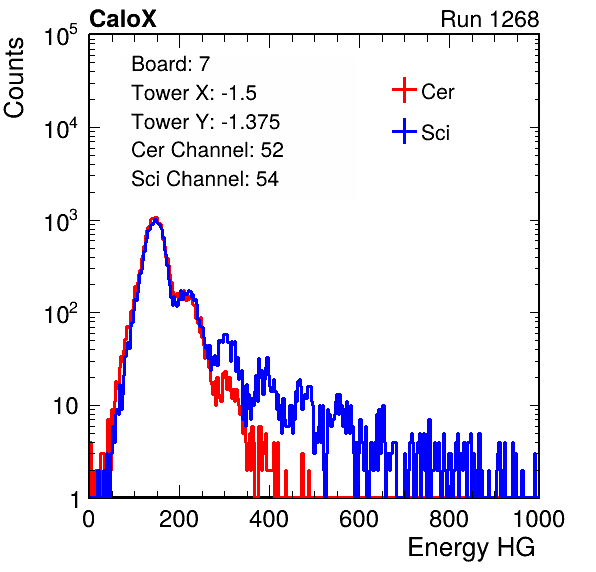 CaloX Run 1268
Counts
10^5
10^4
10^3
10^2
10
1
Board: 7
Tower X: -1.5
Tower Y: -1.375
Cer Channel: 52
Sci Channel: 54
Cer
Sci
0 200 400 600 800 1000
Energy HG